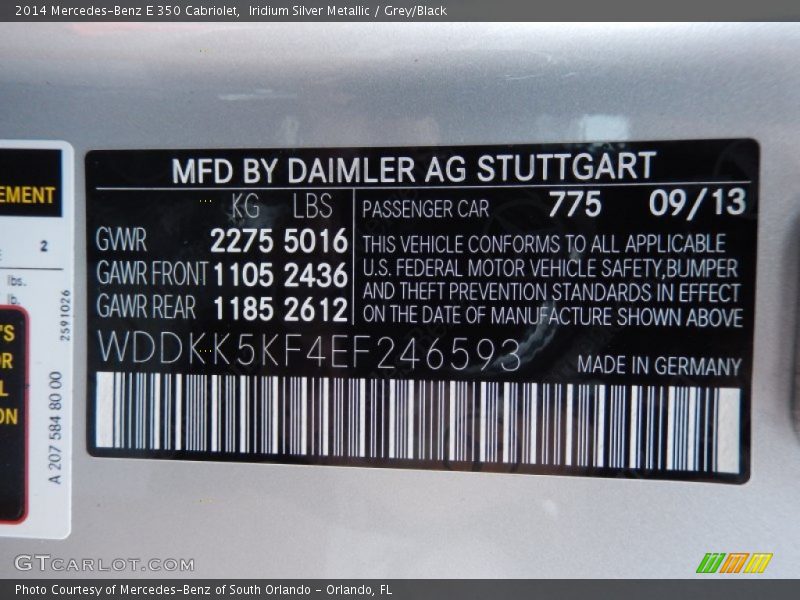 2014 Mercedes-Benz E 350 Cabriolet,  Iridium Silver Metallic / Grey/Black
MFD BY DAIMLER AG STUTTGART
KG LBS
GVWR 2275 5016
GAWR FRONT 1105 2436
GAWR REAR 1185 2612
PASSENGER CAR 775 09/13
THIS VEHICLE CONFORMS TO ALL APPLICABLE
U.S. FEDERAL MOTOR VEHICLE SAFETY,BUMPER
AND THEFT PREVENTION STANDARDS IN EFFECT
ON THE DATE OF MANUFACTURE SHOWN ABOVE
WDDKK5KF4EF246593
MADE IN GERMANY
EMENT
2
lbs.
lb.
2591026
A 207 584 80 00
GTCARLOT.COM
Photo Courtesy of Mercedes-Benz of South Orlando - Orlando, FL